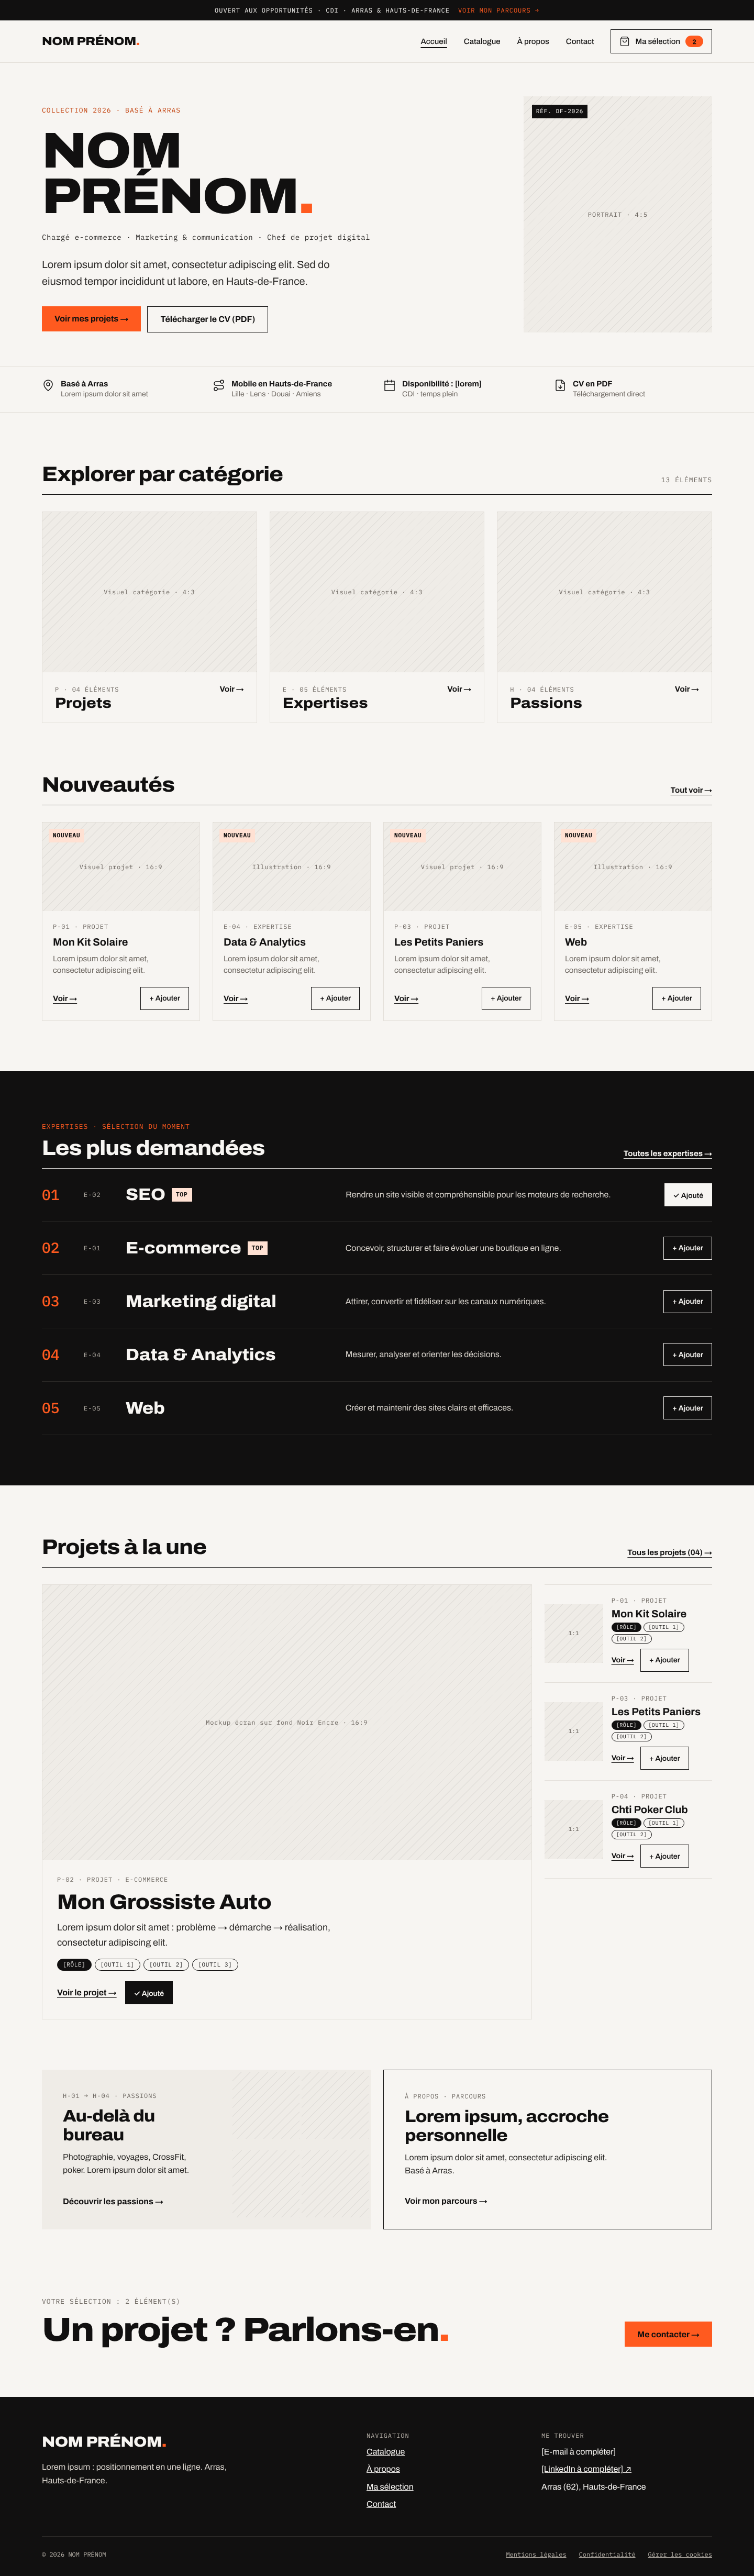 OUVERT AUX OPPORTUNITÉS · CDI · ARRAS & HAUTS-DE-FRANCE VOIR MON PARCOURS →
NOM PRÉNOM.
Accueil Catalogue À propos Contact Ma sélection 2
COLLECTION 2026 · BASÉ À ARRAS
NOM
PRÉNOM.
Chargé e-commerce · Marketing & communication · Chef de projet digital
Lorem ipsum dolor sit amet, consectetur adipiscing elit. Sed do
eiusmod tempor incididunt ut labore, en Hauts-de-France.
Voir mes projets → Télécharger le CV (PDF)
RÉF. DF-2026
PORTRAIT · 4:5
Basé à Arras
Lorem ipsum dolor sit amet
Mobile en Hauts-de-France
Lille · Lens · Douai · Amiens
Disponibilité : [lorem]
CDI · temps plein
CV en PDF
Téléchargement direct
Explorer par catégorie
13 ÉLÉMENTS
Visuel catégorie · 4:3
P · 04 ÉLÉMENTS
Projets
Voir →
Visuel catégorie · 4:3
E · 05 ÉLÉMENTS
Expertises
Voir →
Visuel catégorie · 4:3
H · 04 ÉLÉMENTS
Passions
Voir →
Nouveautés
Tout voir →
NOUVEAU
Visuel projet · 16:9
P-01 · PROJET
Mon Kit Solaire
Lorem ipsum dolor sit amet,
consectetur adipiscing elit.
Voir → + Ajouter
NOUVEAU
Illustration · 16:9
E-04 · EXPERTISE
Data & Analytics
Lorem ipsum dolor sit amet,
consectetur adipiscing elit.
Voir → + Ajouter
NOUVEAU
Visuel projet · 16:9
P-03 · PROJET
Les Petits Paniers
Lorem ipsum dolor sit amet,
consectetur adipiscing elit.
Voir → + Ajouter
NOUVEAU
Illustration · 16:9
E-05 · EXPERTISE
Web
Lorem ipsum dolor sit amet,
consectetur adipiscing elit.
Voir → + Ajouter
EXPERTISES · SÉLECTION DU MOMENT
Les plus demandées
Toutes les expertises →
01 E-02 SEO TOP Rendre un site visible et compréhensible pour les moteurs de recherche. ✓ Ajouté
02 E-01 E-commerce TOP Concevoir, structurer et faire évoluer une boutique en ligne. + Ajouter
03 E-03 Marketing digital Attirer, convertir et fidéliser sur les canaux numériques. + Ajouter
04 E-04 Data & Analytics Mesurer, analyser et orienter les décisions. + Ajouter
05 E-05 Web Créer et maintenir des sites clairs et efficaces. + Ajouter
Projets à la une
Tous les projets (04) →
Mockup écran sur fond Noir Encre · 16:9
P-02 · PROJET · E-COMMERCE
Mon Grossiste Auto
Lorem ipsum dolor sit amet : problème → démarche → réalisation,
consectetur adipiscing elit.
[RÔLE] [OUTIL 1] [OUTIL 2] [OUTIL 3]
Voir le projet → ✓ Ajouté
1:1
P-01 · PROJET
Mon Kit Solaire
[RÔLE] [OUTIL 1]
[OUTIL 2]
Voir → + Ajouter
1:1
P-03 · PROJET
Les Petits Paniers
[RÔLE] [OUTIL 1]
[OUTIL 2]
Voir → + Ajouter
1:1
P-04 · PROJET
Chti Poker Club
[RÔLE] [OUTIL 1]
[OUTIL 2]
Voir → + Ajouter
H-01 → H-04 · PASSIONS
Au-delà du
bureau
Photographie, voyages, CrossFit,
poker. Lorem ipsum dolor sit amet.
Découvrir les passions →
À PROPOS · PARCOURS
Lorem ipsum, accroche
personnelle
Lorem ipsum dolor sit amet, consectetur adipiscing elit.
Basé à Arras.
Voir mon parcours →
VOTRE SÉLECTION : 2 ÉLÉMENT(S)
Un projet ? Parlons-en.
Me contacter →
NOM PRÉNOM.
Lorem ipsum : positionnement en une ligne. Arras,
Hauts-de-France.
NAVIGATION
Catalogue
À propos
Ma sélection
Contact
ME TROUVER
[E-mail à compléter]
[LinkedIn à compléter] ↗
Arras (62), Hauts-de-France
© 2026 NOM PRÉNOM
Mentions légales Confidentialité Gérer les cookies